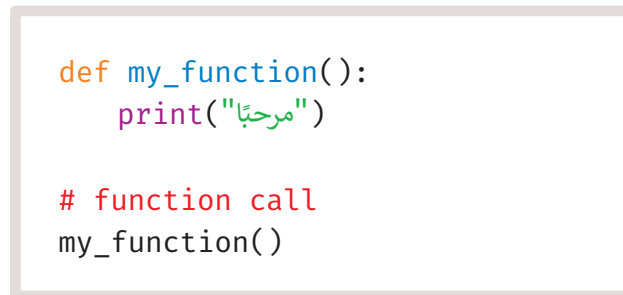 def my_function():
    print("مرحبًا")
# function call
my_function()